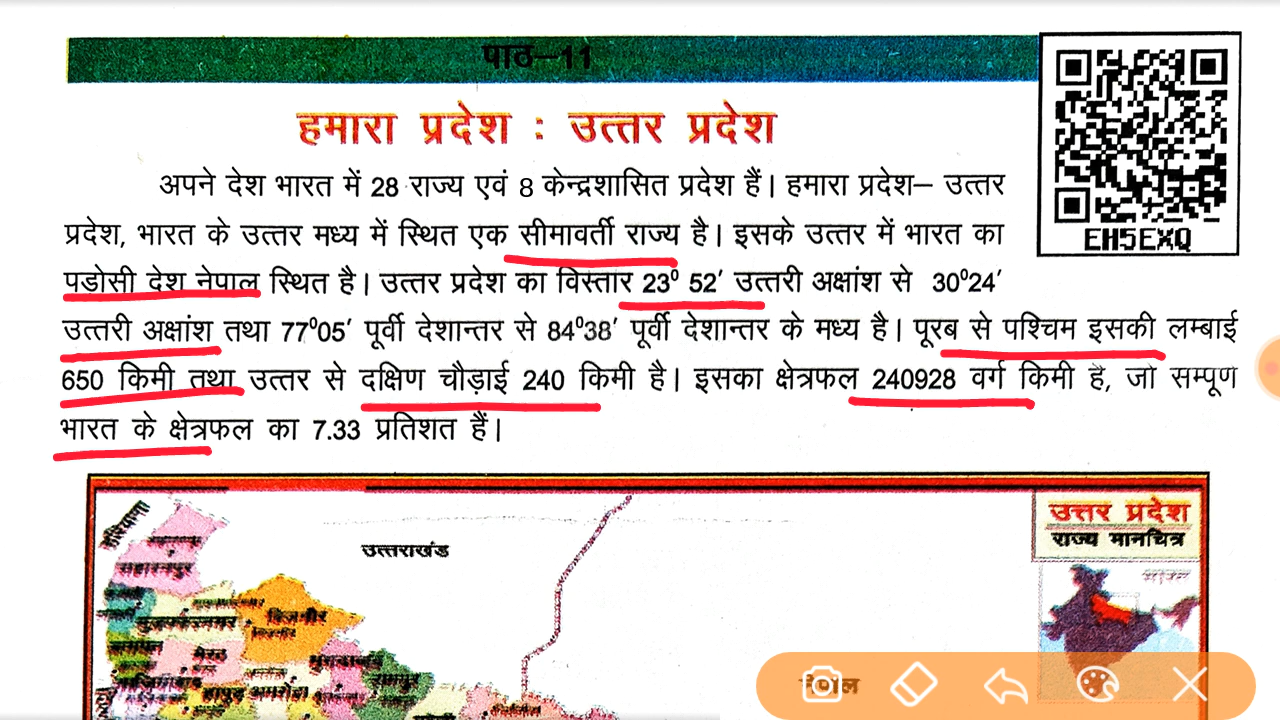 पाठ–11
हमारा प्रदेश : उत्तर प्रदेश
अपने देश भारत में 28 राज्य एवं 8 केन्द्रशासित प्रदेश हैं। हमारा प्रदेश– उत्तर
प्रदेश, भारत के उत्तर मध्य में स्थित एक सीमावर्ती राज्य है। इसके उत्तर में भारत का
पडोसी देश नेपाल स्थित है। उत्तर प्रदेश का विस्तार 23⁰ 52′ उत्तरी अक्षांश से 30⁰24′
उत्तरी अक्षांश तथा 77⁰05′ पूर्वी देशान्तर से 84⁰38′ पूर्वी देशान्तर के मध्य है। पूरब से पश्चिम इसकी लम्बाई
650 किमी तथा उत्तर से दक्षिण चौड़ाई 240 किमी है। इसका क्षेत्रफल 240928 वर्ग किमी है, जो सम्पूण
भारत के क्षेत्रफल का 7.33 प्रतिशत हैं।
EH5EXQ
उत्तर प्रदेश
राज्य मानचित्र
हरियाणा
उत्तराखंड
सहारनपुर
बिजनौर
मेरठ
रामपुर
हापुड़ अमरोहा